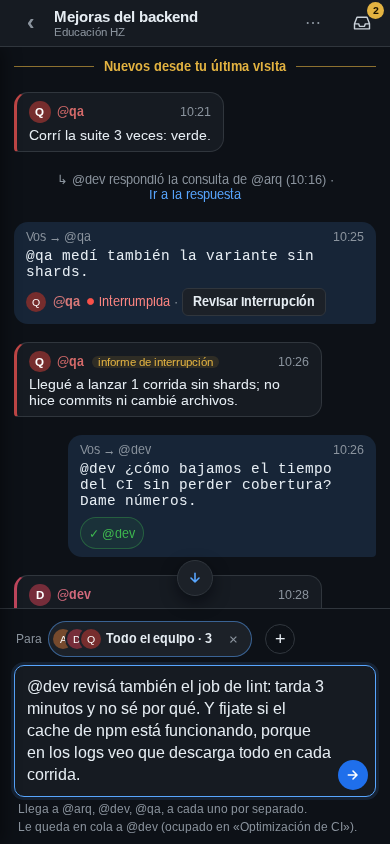 Mejoras del backend
2
Educación HZ
Nuevos desde tu última visita
Q @qa 10:21
Corrí la suite 3 veces: verde.
↳ @dev respondió la consulta de @arq (10:16) ·
Ir a la respuesta
Vos → @qa 10:25
@qa medí también la variante sin
shards.
Q @qa ● Interrumpida · Revisar interrupción
Q @qa informe de interrupción 10:26
Llegué a lanzar 1 corrida sin shards; no
hice commits ni cambié archivos.
Vos → @dev 10:26
@dev ¿cómo bajamos el tiempo
del CI sin perder cobertura?
Dame números.
✓ @dev
D @dev 10:28
Para A D Q Todo el equipo · 3 × +
@dev revisá también el job de lint: tarda 3
minutos y no sé por qué. Y fijate si el
cache de npm está funcionando, porque
en los logs veo que descarga todo en cada
corrida.
Llega a @arq, @dev, @qa, a cada uno por separado.
Le queda en cola a @dev (ocupado en «Optimización de CI»).